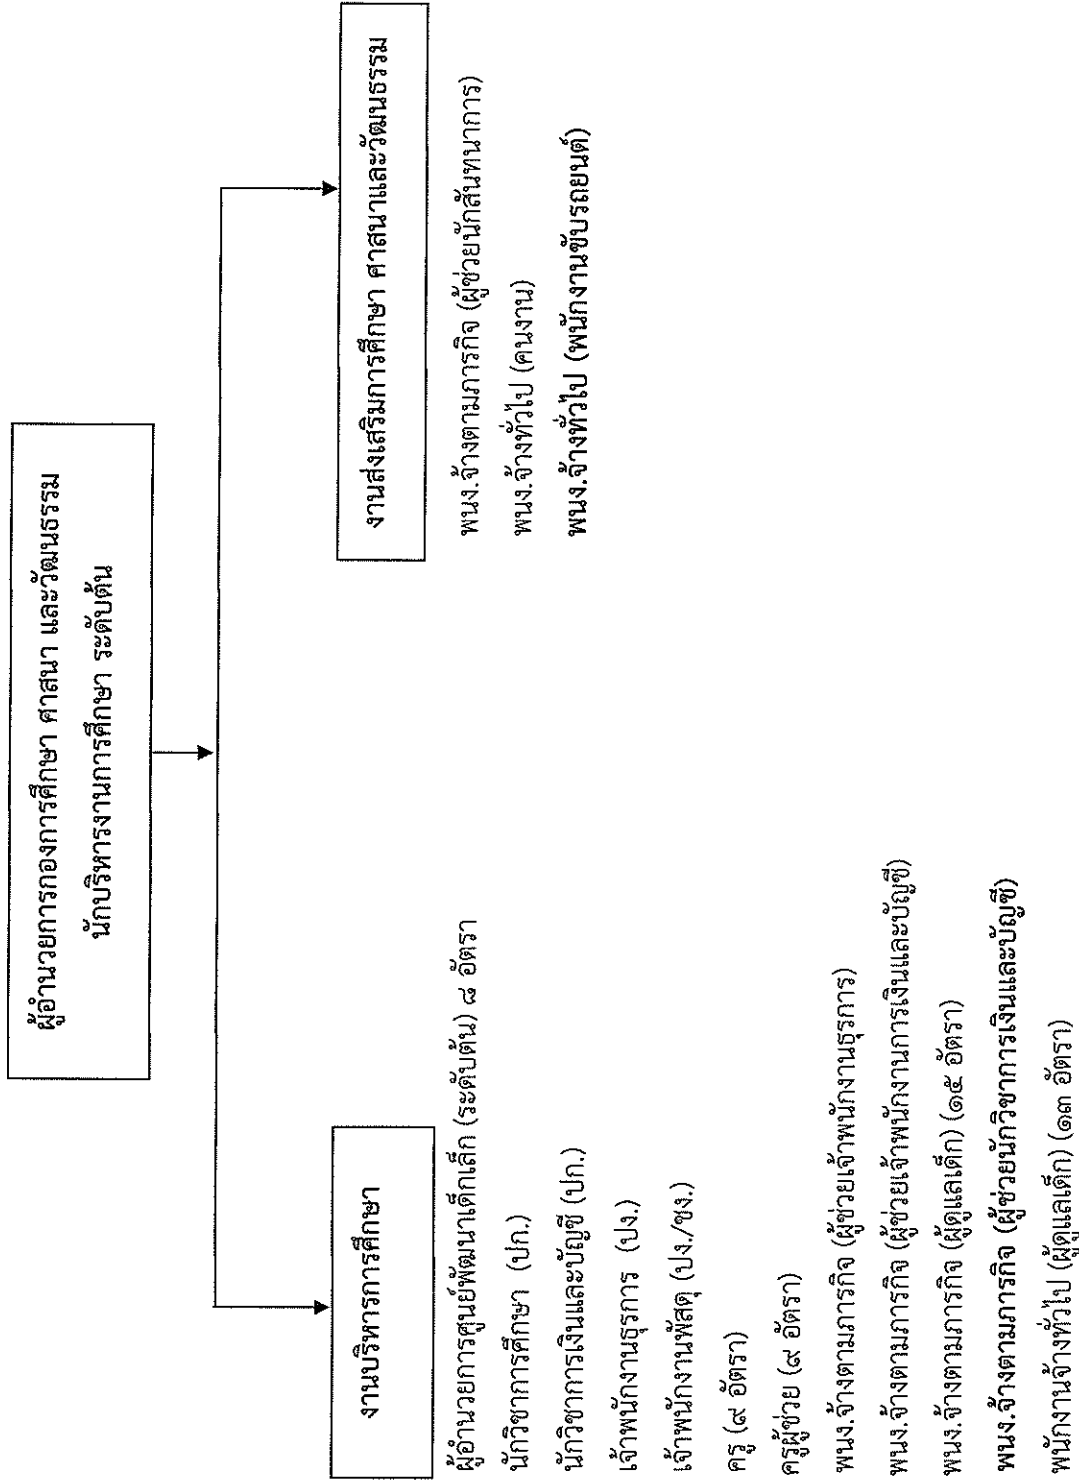 ผู้อำนวยการกองการศึกษา ศาสนา และวัฒนธรรม
นักบริหารงานการศึกษา ระดับต้น
งานบริหารการศึกษา
ผู้อำนวยการศูนย์พัฒนาเด็กเล็ก (ระดับต้น) ๘ อัตรา
นักวิชาการศึกษา (ปก.)
นักวิชาการเงินและบัญชี (ปก.)
เจ้าพนักงานธุรการ (ปง.)
เจ้าพนักงานพัสดุ (ปง./ชง.)
ครู (๙ อัตรา)
ครูผู้ช่วย (๙ อัตรา)
พนง.จ้างตามภารกิจ (ผู้ช่วยเจ้าพนักงานธุรการ)
พนง.จ้างตามภารกิจ (ผู้ช่วยเจ้าพนักงานการเงินและบัญชี)
พนง.จ้างตามภารกิจ (ผู้ดูแลเด็ก) (๑๕ อัตรา)
พนง.จ้างตามภารกิจ (ผู้ช่วยนักวิชาการเงินและบัญชี)
พนักงานจ้างทั่วไป (ผู้ดูแลเด็ก) (๑๓ อัตรา)
งานส่งเสริมการศึกษา ศาสนาและวัฒนธรรม
พนง.จ้างตามภารกิจ (ผู้ช่วยนักสันทนาการ)
พนง.จ้างทั่วไป (คนงาน)
พนง.จ้างทั่วไป (พนักงานขับรถยนต์)